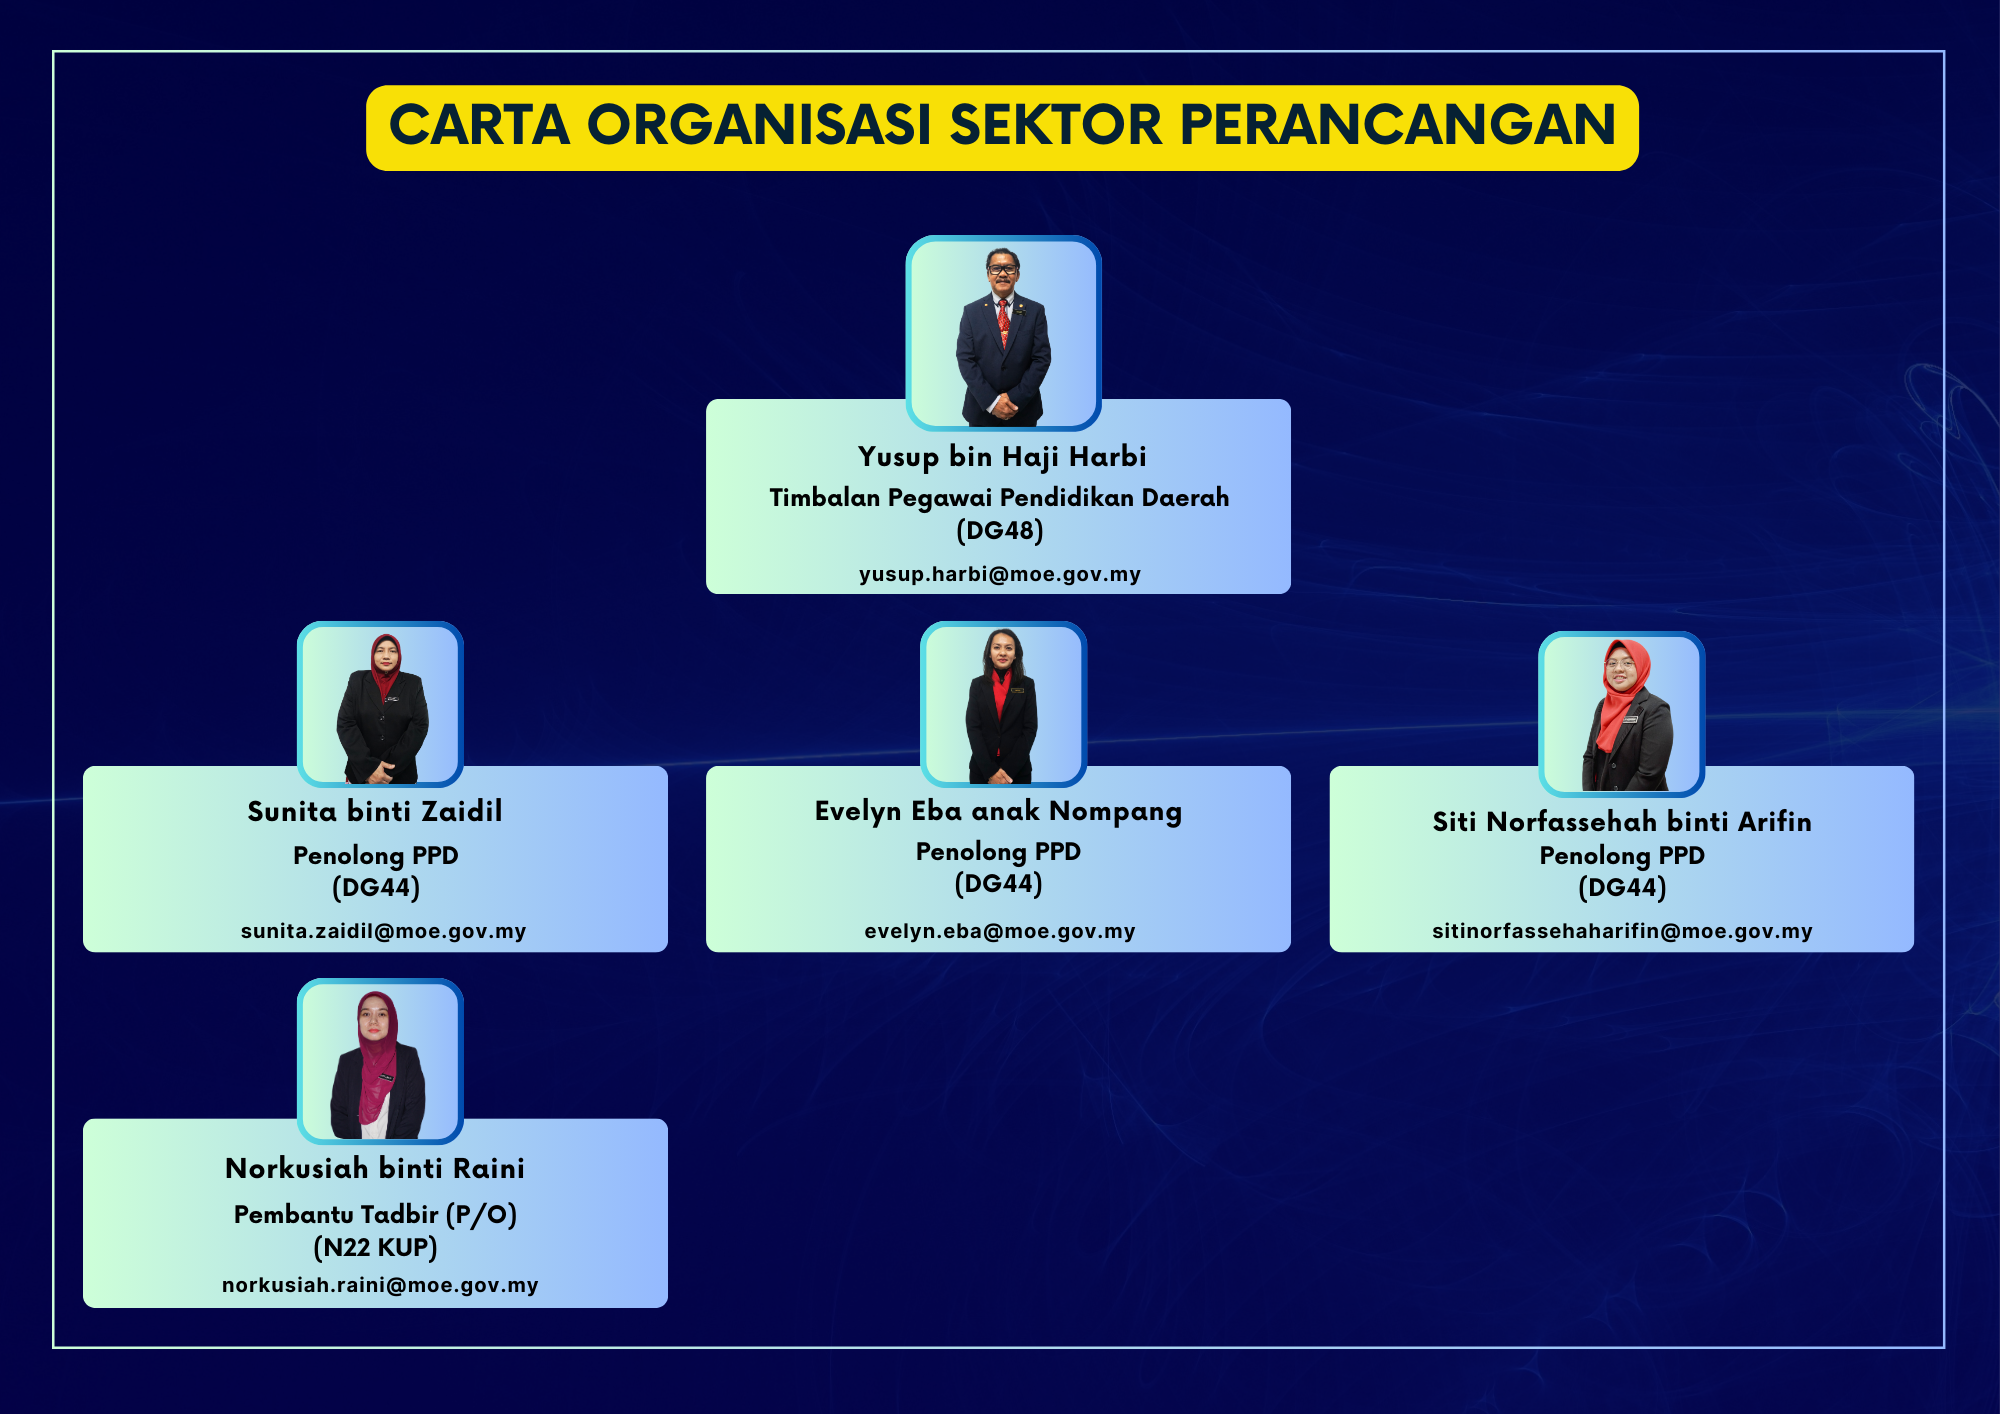 CARTA ORGANISASI SEKTOR PERANCANGAN
Yusup bin Haji Harbi
Timbalan Pegawai Pendidikan Daerah
(DG48)
yusup.harbi@moe.gov.my
Sunita binti Zaidil
Penolong PPD
(DG44)
sunita.zaidil@moe.gov.my
Evelyn Eba anak Nompang
Penolong PPD
(DG44)
evelyn.eba@moe.gov.my
Siti Norfassehah binti Arifin
Penolong PPD
(DG44)
sitinorfassehaharifin@moe.gov.my
Norkusiah binti Raini
Pembantu Tadbir (P/O)
(N22 KUP)
norkusiah.raini@moe.gov.my